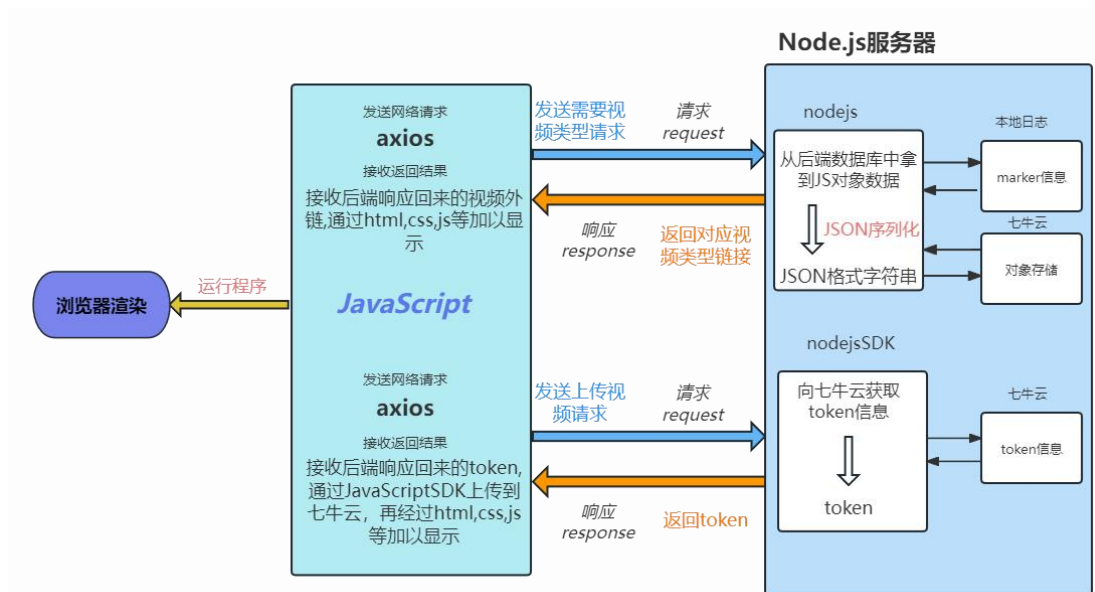 Node.js服务器
发送网络请求
axios
接收返回结果
接收后端响应回来的视频外
链,通过html,css,js等加以显
示
发送需要视
频类型请求
请求
request
响应
response
返回对应视
频类型链接
nodejs
从后端数据库中拿
到JS对象数据
JSON序列化
JSON格式字符串
本地日志
marker信息
七牛云
对象存储
浏览器渲染
运行程序
JavaScript
发送网络请求
axios
接收返回结果
接收后端响应回来的token,
通过JavaScriptSDK上传到
七牛云，再经过html,css,js
等加以显示
发送上传视
频请求
请求
request
响应
response
返回token
nodejsSDK
向七牛云获取
token信息
token
七牛云
token信息